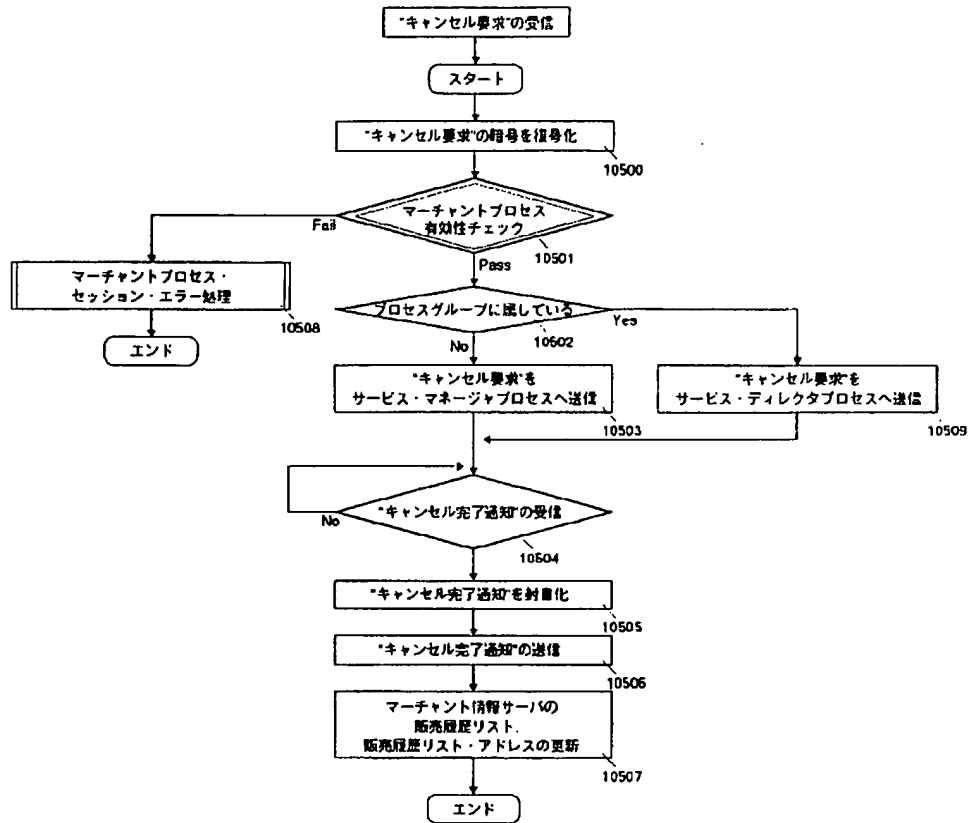 "キャンセル要求"の受信
スタート
"キャンセル要求"の暗号を復号化
10500
マーチャントプロセス
有効性チェック
10501
Fail
Pass
マーチャントプロセス・
セッション・エラー処理
10508
エンド
プロセスグループに属している
10502
Yes
No
"キャンセル要求"を
サービス・マネージャプロセスへ送信
10503
"キャンセル要求"を
サービス・ディレクタプロセスへ送信
10509
"キャンセル完了通知"の受信
No
10504
"キャンセル完了通知"を封書化
10505
"キャンセル完了通知"の送信
10506
マーチャント情報サーバの
販売履歴リスト、
販売履歴リスト・アドレスの更新
10507
エンド